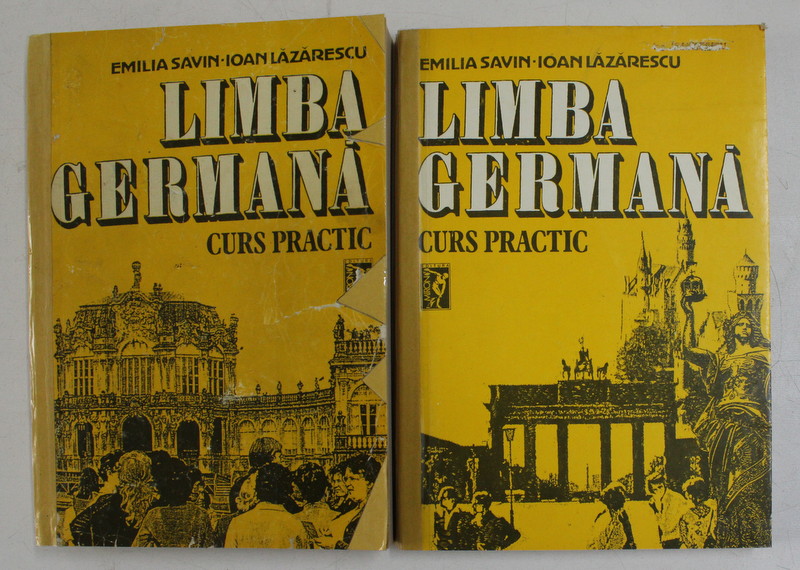 EMILIA SAVIN·IOAN LĂZĂRESCU
LIMBA
GERMANĂ
CURS PRACTIC
EMILIA SAVIN·IOAN LĂZĂRESCU
LIMBA
GERMANĂ
CURS PRACTIC